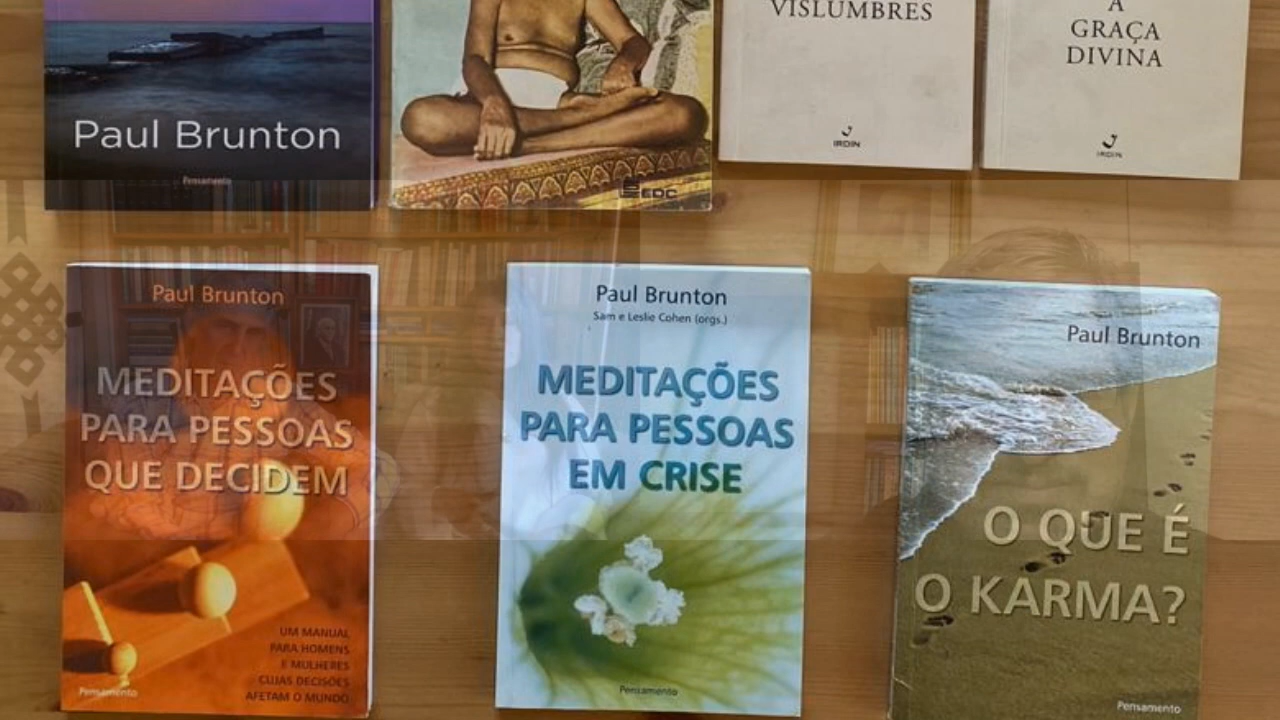 VISLUMBRES
A
GRAÇA
DIVINA
Paul Brunton
Pensamento
EDC
IRDIN
IRDIN
Paul Brunton
MEDITAÇÕES
PARA PESSOAS
QUE DECIDEM
UM MANUAL
PARA HOMENS
E MULHERES
CUJAS DECISÕES
AFETAM O MUNDO
Pensamento
Paul Brunton
Sam e Leslie Cohen (orgs.)
MEDITAÇÕES
PARA PESSOAS
EM CRISE
Pensamento
Paul Brunton
O QUE É
O KARMA?
Pensamento